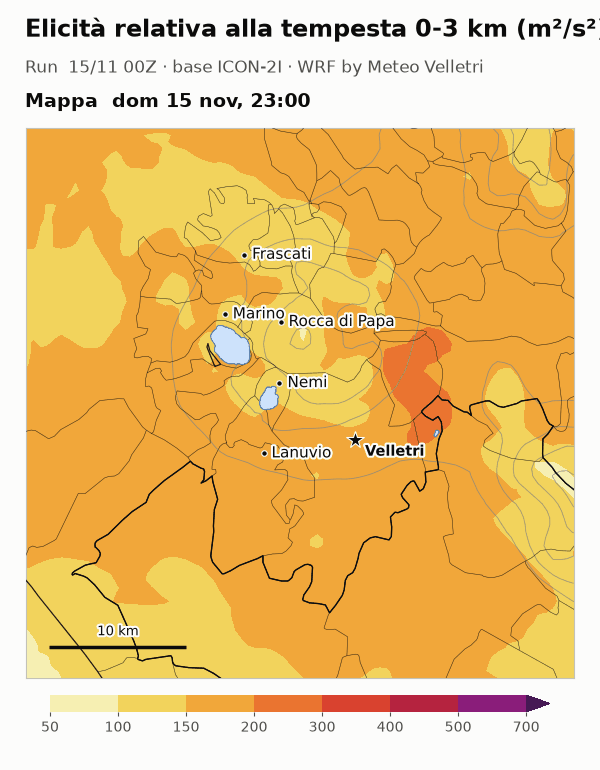 Elicità relativa alla tempesta 0-3 km (m²/s²)
Run  15/11 00Z · base ICON-2I · WRF by Meteo Velletri
Mappa  dom 15 nov, 23:00
Frascati
Marino
Rocca di Papa
Nemi
Velletri
Lanuvio
10 km
50 100 150 200 300 400 500 700